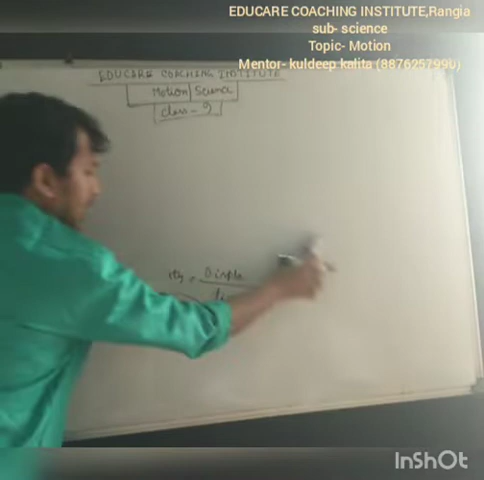 EDUCARE COACHING INSTITUTE,Rangia
sub- science
Topic- Motion
Mentor- kuldeep kalita (8876257990)
EDUCARE COACHING INSTITUTE
Motion Science
class - 9
InShOt